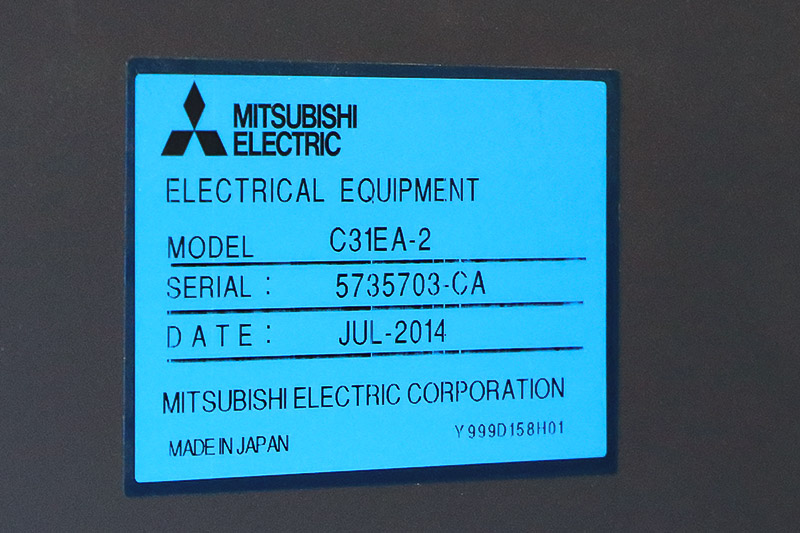 MITSUBISHI
ELECTRIC
ELECTRICAL EQUIPMENT
MODEL C31EA-2
SERIAL: 5735703-CA
DATE: JUL-2014
MITSUBISHI ELECTRIC CORPORATION
MADE IN JAPAN Y999D158H01